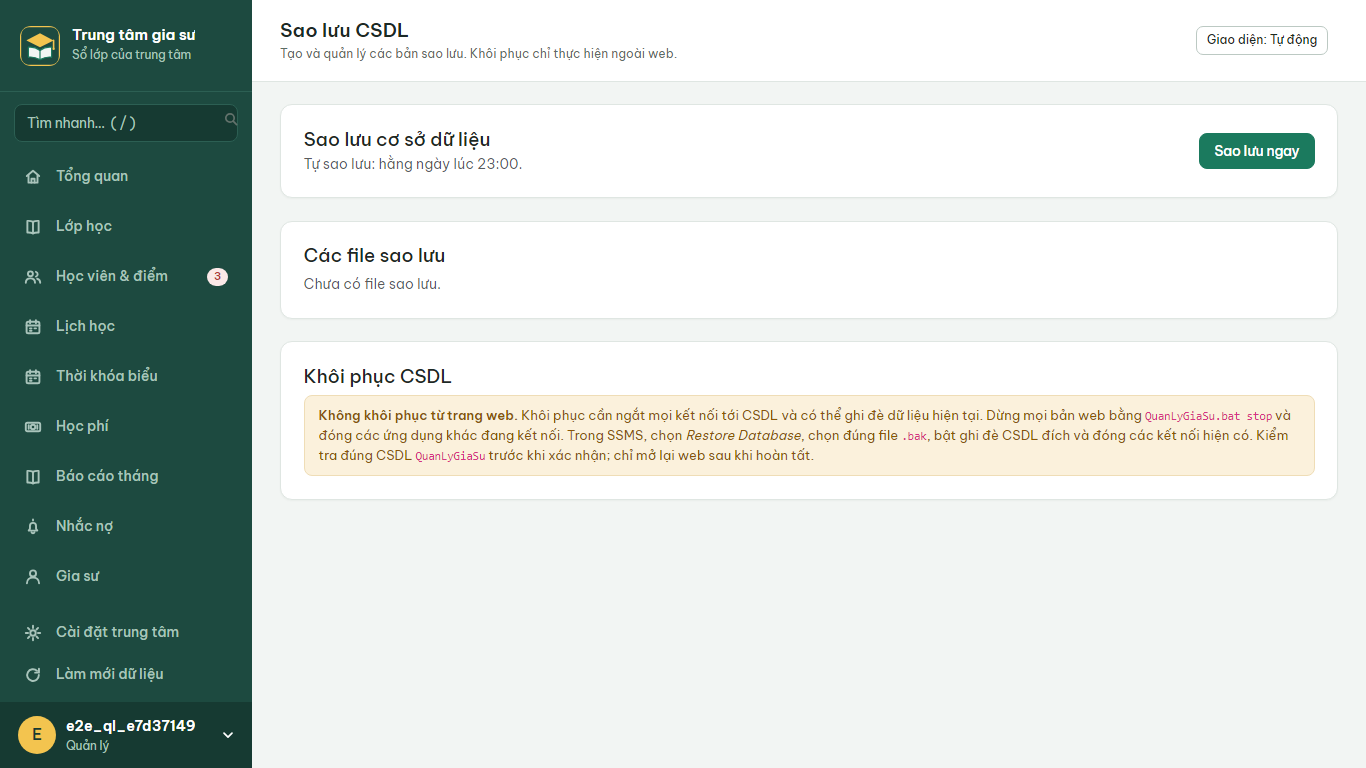 Trung tâm gia sư
Sổ lớp của trung tâm
Tìm nhanh... ( / )
Tổng quan
Lớp học
Học viên & điểm
3
Lịch học
Thời khóa biểu
Học phí
Báo cáo tháng
Nhắc nợ
Gia sư
Cài đặt trung tâm
Làm mới dữ liệu
E
e2e_ql_e7d37149
Quản lý
Sao lưu CSDL
Tạo và quản lý các bản sao lưu. Khôi phục chỉ thực hiện ngoài web.
Giao diện: Tự động
Sao lưu cơ sở dữ liệu
Tự sao lưu: hằng ngày lúc 23:00.
Sao lưu ngay
Các file sao lưu
Chưa có file sao lưu.
Khôi phục CSDL
Không khôi phục từ trang web. Khôi phục cần ngắt mọi kết nối tới CSDL và có thể ghi đè dữ liệu hiện tại. Dừng mọi bản web bằng QuanLyGiaSu.bat stop và
đóng các ứng dụng khác đang kết nối. Trong SSMS, chọn Restore Database, chọn đúng file .bak, bật ghi đè CSDL đích và đóng các kết nối hiện có. Kiểm
tra đúng CSDL QuanLyGiaSu trước khi xác nhận; chỉ mở lại web sau khi hoàn tất.